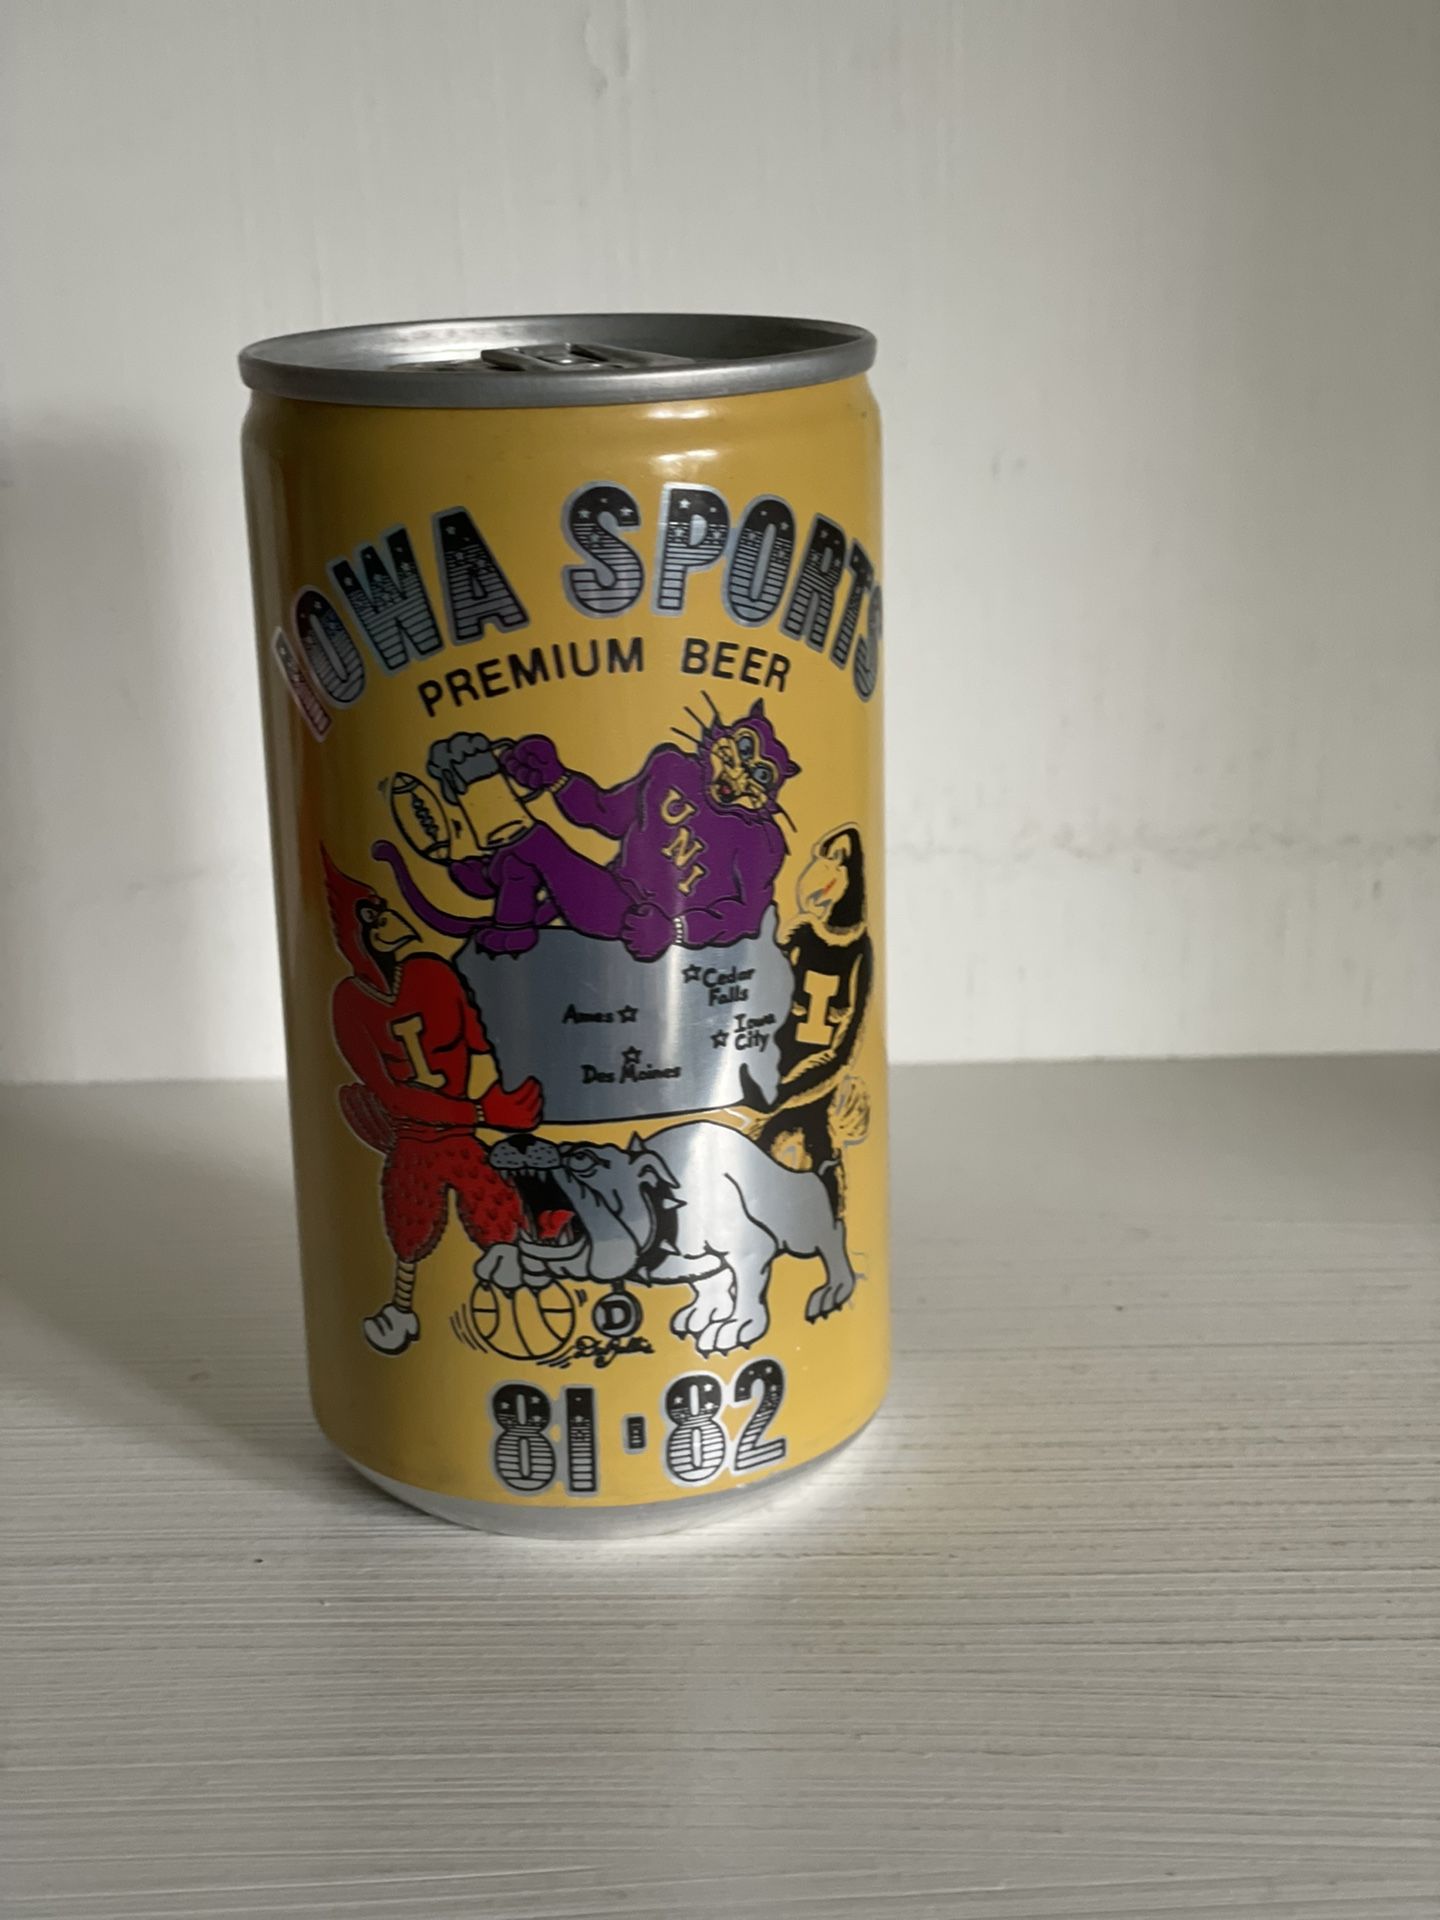 IOWA SPORTS
PREMIUM BEER
UNI
I
I
Cedar
Falls
Ames
Iowa
City
Des Moines
D
81-82